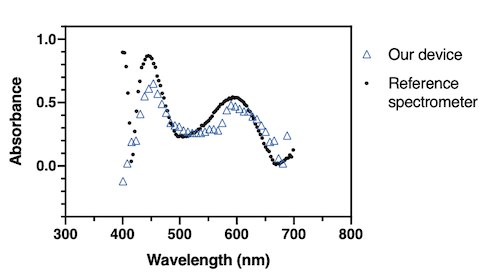 1.0
Our device
Reference
spectrometer
Absorbance
0.5
0.0
300 400 500 600 700 800
Wavelength (nm)